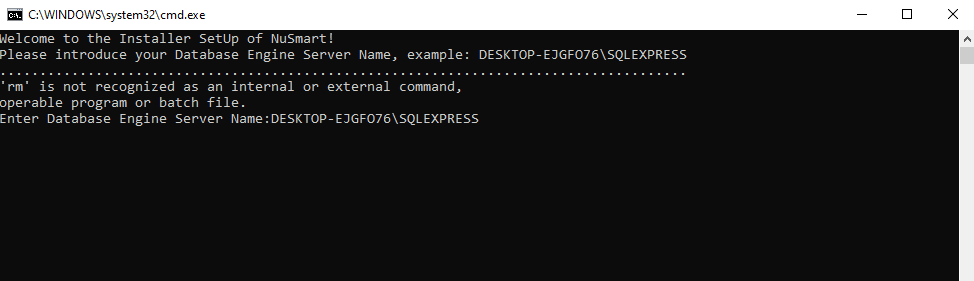 C:\WINDOWS\system32\cmd.exe
Welcome to the Installer SetUp of NuSmart!
Please introduce your Database Engine Server Name, example: DESKTOP-EJGFO76\SQLEXPRESS
......................................................................................
'rm' is not recognized as an internal or external command,
operable program or batch file.
Enter Database Engine Server Name:DESKTOP-EJGFO76\SQLEXPRESS